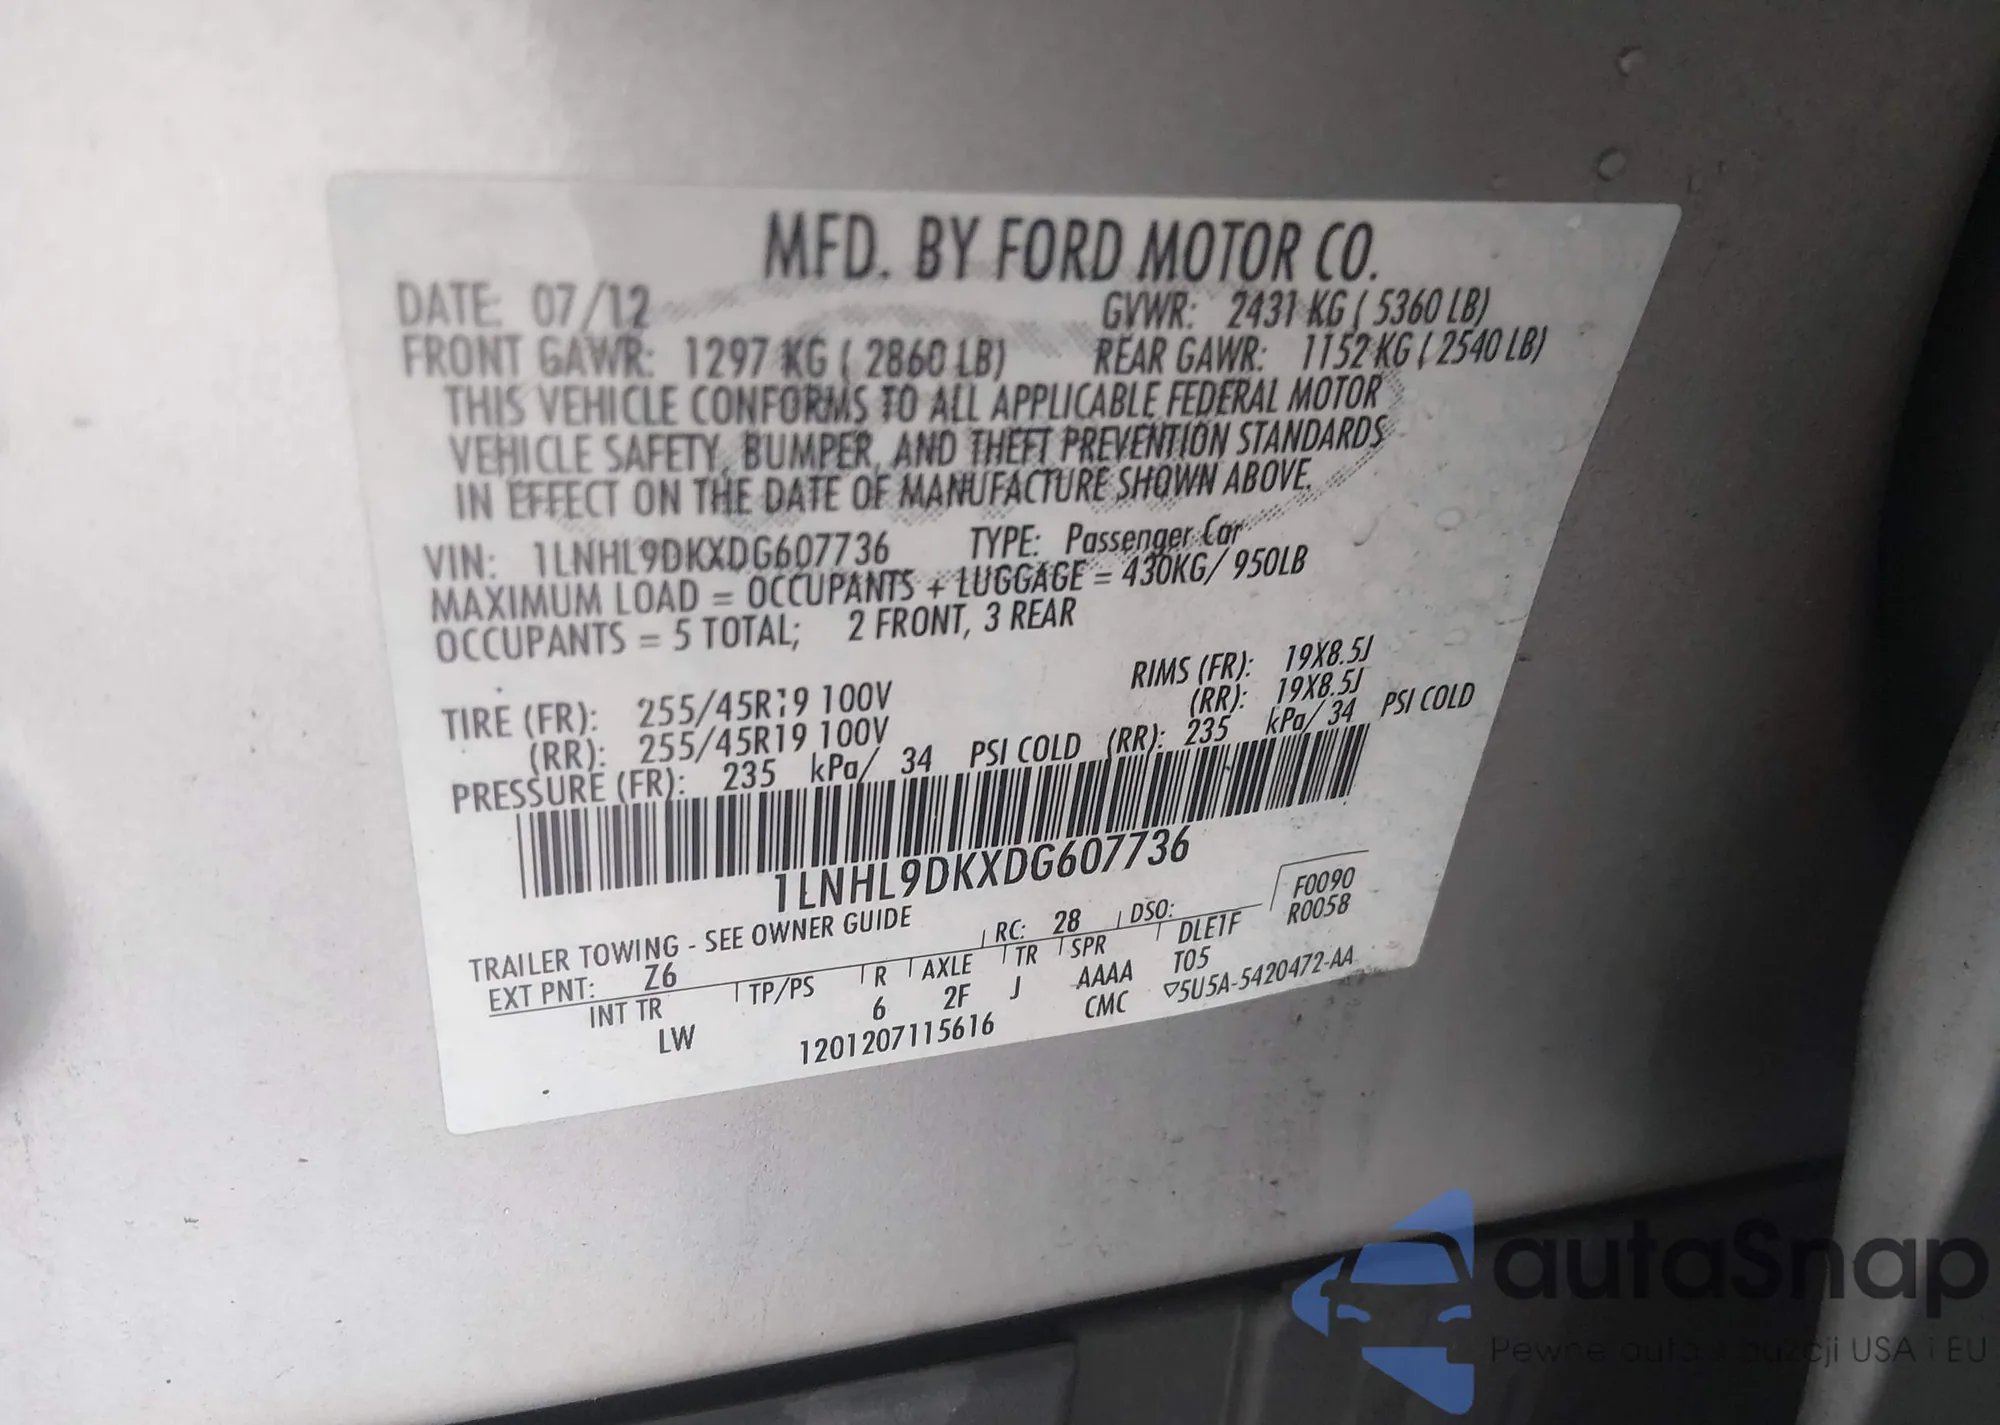 MFD. BY FORD MOTOR CO.
DATE: 07/12 GVWR: 2431 KG ( 5360 LB)
FRONT GAWR: 1297 KG ( 2860 LB) REAR GAWR: 1152 KG ( 2540 LB)
THIS VEHICLE CONFORMS TO ALL APPLICABLE FEDERAL MOTOR
VEHICLE SAFETY, BUMPER, AND THEFT PREVENTION STANDARDS
IN EFFECT ON THE DATE OF MANUFACTURE SHOWN ABOVE.
VIN: 1LNHL9DKXDG607736 TYPE: Passenger Car
MAXIMUM LOAD = OCCUPANTS + LUGGAGE = 430KG/ 950LB
OCCUPANTS = 5 TOTAL; 2 FRONT, 3 REAR
TIRE (FR): 255/45R19 100V RIMS (FR): 19X8.5J
(RR): 255/45R19 100V (RR): 19X8.5J
PRESSURE (FR): 235 kPa/ 34 PSI COLD (RR): 235 kPa/ 34 PSI COLD
1LNHL9DKXDG607736
TRAILER TOWING - SEE OWNER GUIDE
F0090
R0058
EXT PNT: Z6 RC: 28 DSO:
INT TR TP/PS R AXLE TR SPR DLE1F
LW 6 2F J AAAA T05
1201207115616 CMC ▽5U5A-5420472-AA
autaSnap
Pewne auta z aukcji USA i EU